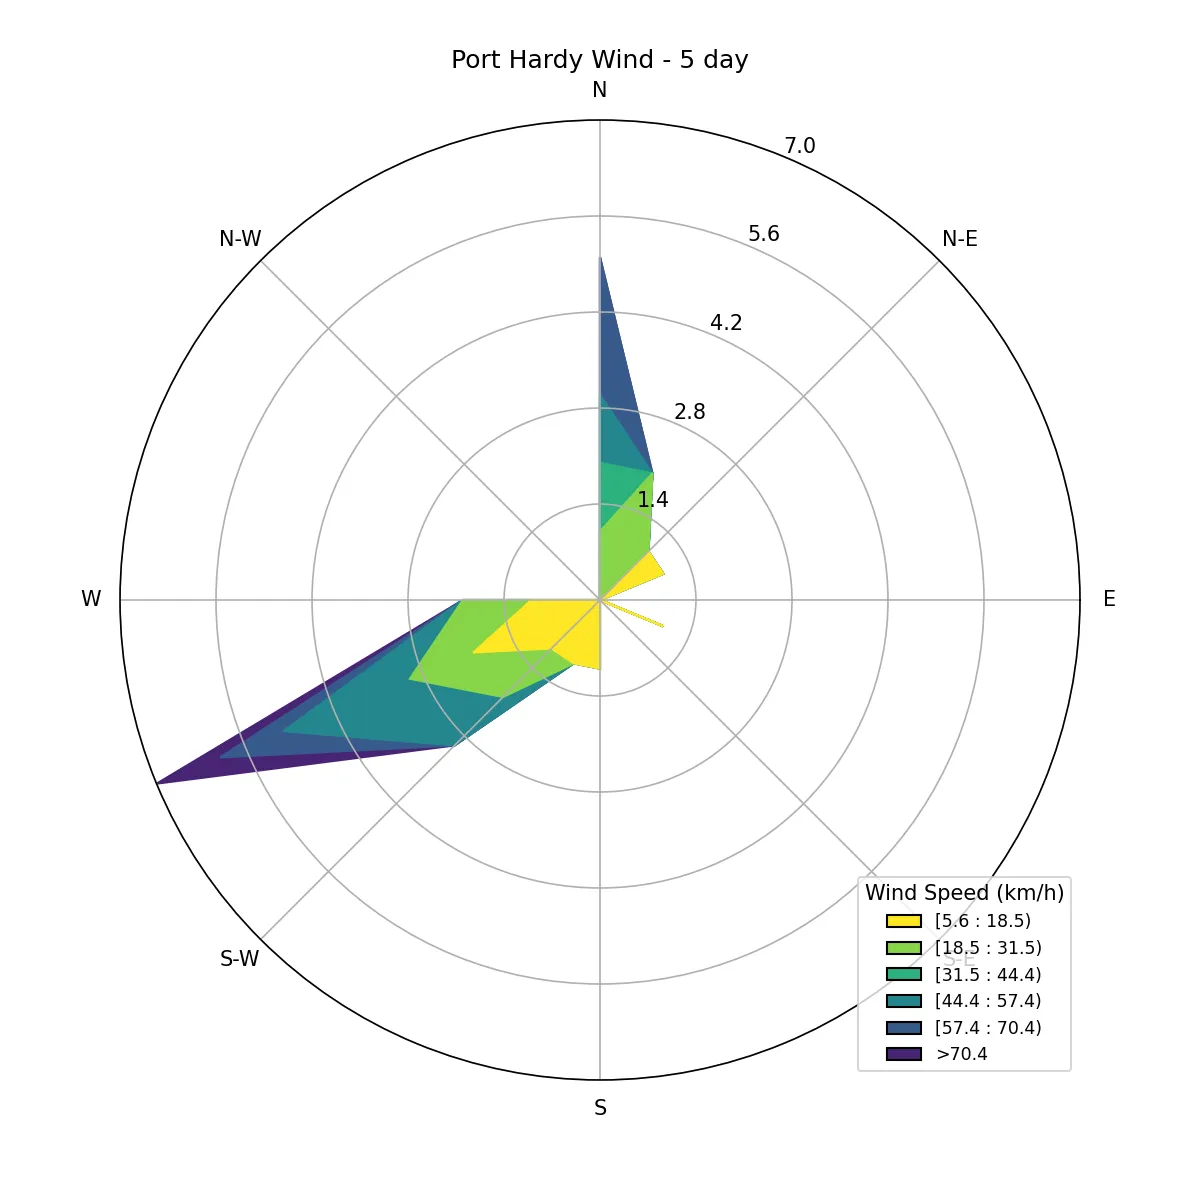 Port Hardy Wind - 5 day
N
7.0
N-W
5.6
N-E
4.2
2.8
1.4
W
E
S-W
S-E
S
Wind Speed (km/h)
[5.6 : 18.5)
[18.5 : 31.5)
[31.5 : 44.4)
[44.4 : 57.4)
[57.4 : 70.4)
>70.4